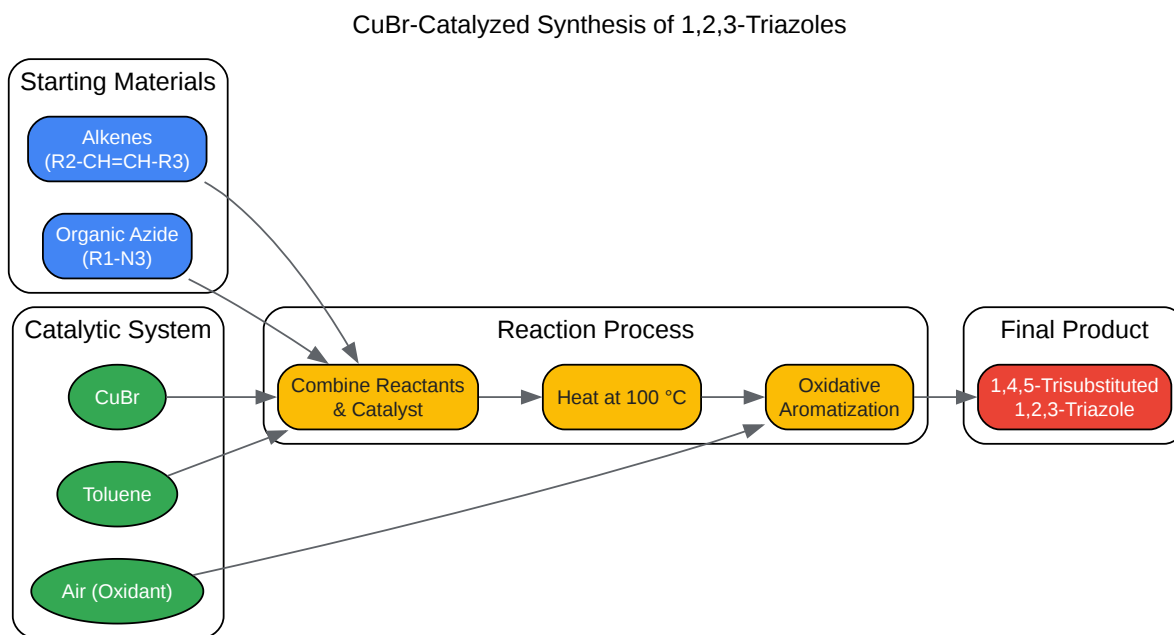 CuBr-Catalyzed Synthesis of 1,2,3-Triazoles
Starting Materials
Alkenes
(R2-CH=CH-R3)
Organic Azide
(R1-N3)
Catalytic System
CuBr
Toluene
Air (Oxidant)
Reaction Process
Combine Reactants
& Catalyst
Heat at 100 °C
Oxidative
Aromatization
Final Product
1,4,5-Trisubstituted
1,2,3-Triazole